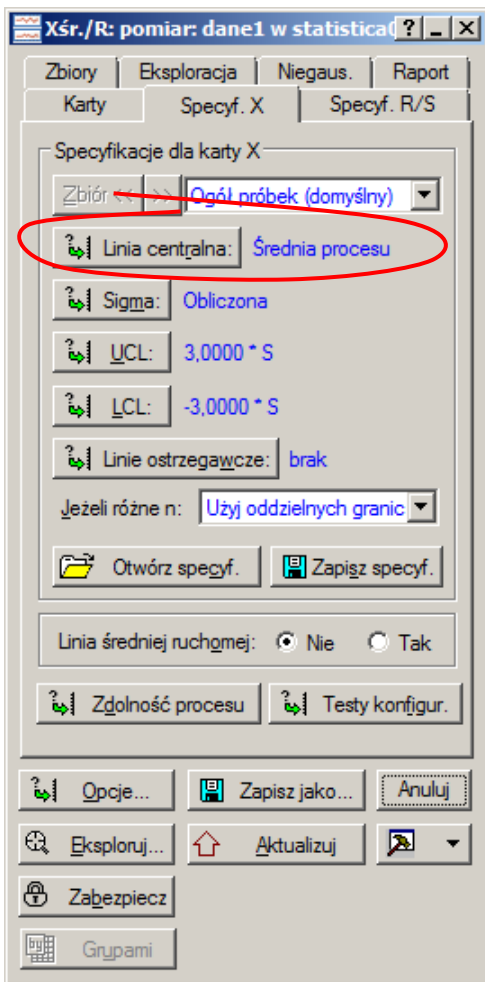 Xśr./R: pomiar: dane1 w statistica(
Zbiory Eksploracja Niegaus. Raport
Karty Specyf. X Specyf. R/S
Specyfikacje dla karty X
Zbiór << >> Ogół próbek (domyślny)
Linia centralna: Średnia procesu
Sigma: Obliczona
UCL: 3,0000 * S
LCL: -3,0000 * S
Linie ostrzegawcze: brak
Jeżeli różne n: Użyj oddzielnych granic
Otwórz specyf. Zapisz specyf.
Linia średniej ruchomej: Nie Tak
Zdolność procesu Testy konfigur.
Opcje... Zapisz jako... Anuluj
Eksploruj... Aktualizuj
Zabezpiecz
Grupami